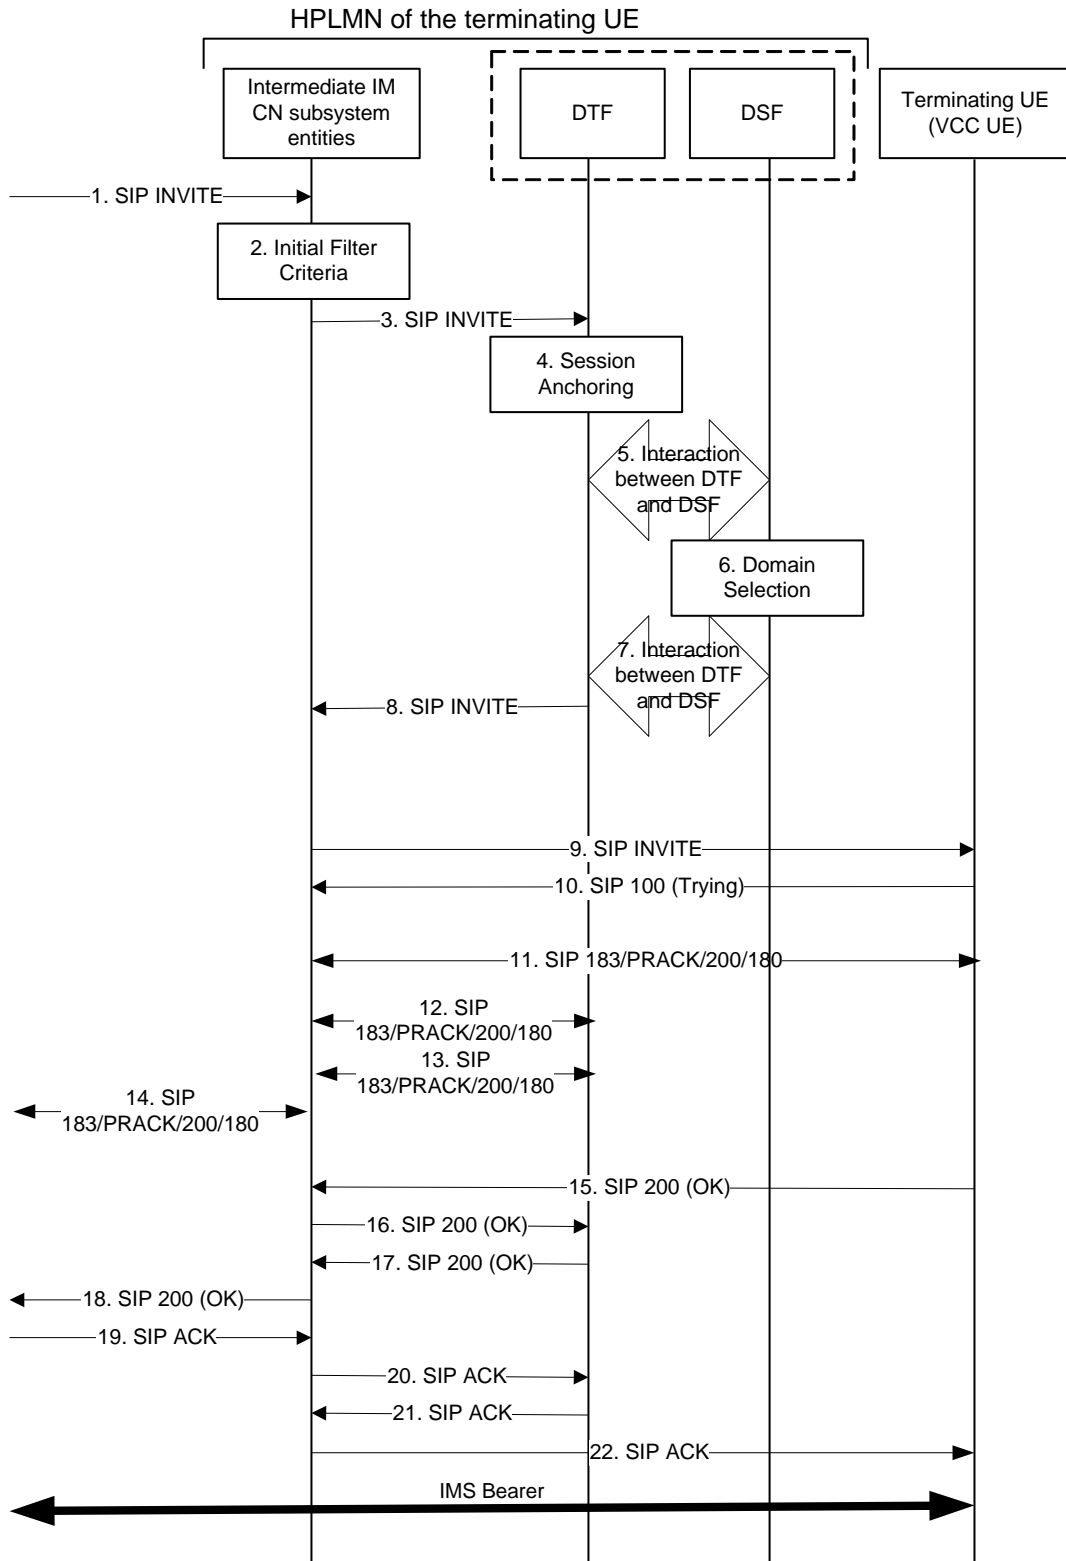 HPLMN of the terminating UE
Intermediate IM
CN subsystem
entities
DTF
DSF
Terminating UE
(VCC UE)
1. SIP INVITE
2. Initial Filter
Criteria
3. SIP INVITE
4. Session
Anchoring
5. Interaction
between DTF
and DSF
6. Domain
Selection
7. Interaction
between DTF
and DSF
8. SIP INVITE
9. SIP INVITE
10. SIP 100 (Trying)
11. SIP 183/PRACK/200/180
12. SIP
183/PRACK/200/180
13. SIP
183/PRACK/200/180
14. SIP
183/PRACK/200/180
15. SIP 200 (OK)
16. SIP 200 (OK)
17. SIP 200 (OK)
18. SIP 200 (OK)
19. SIP ACK
20. SIP ACK
21. SIP ACK
22. SIP ACK
IMS Bearer